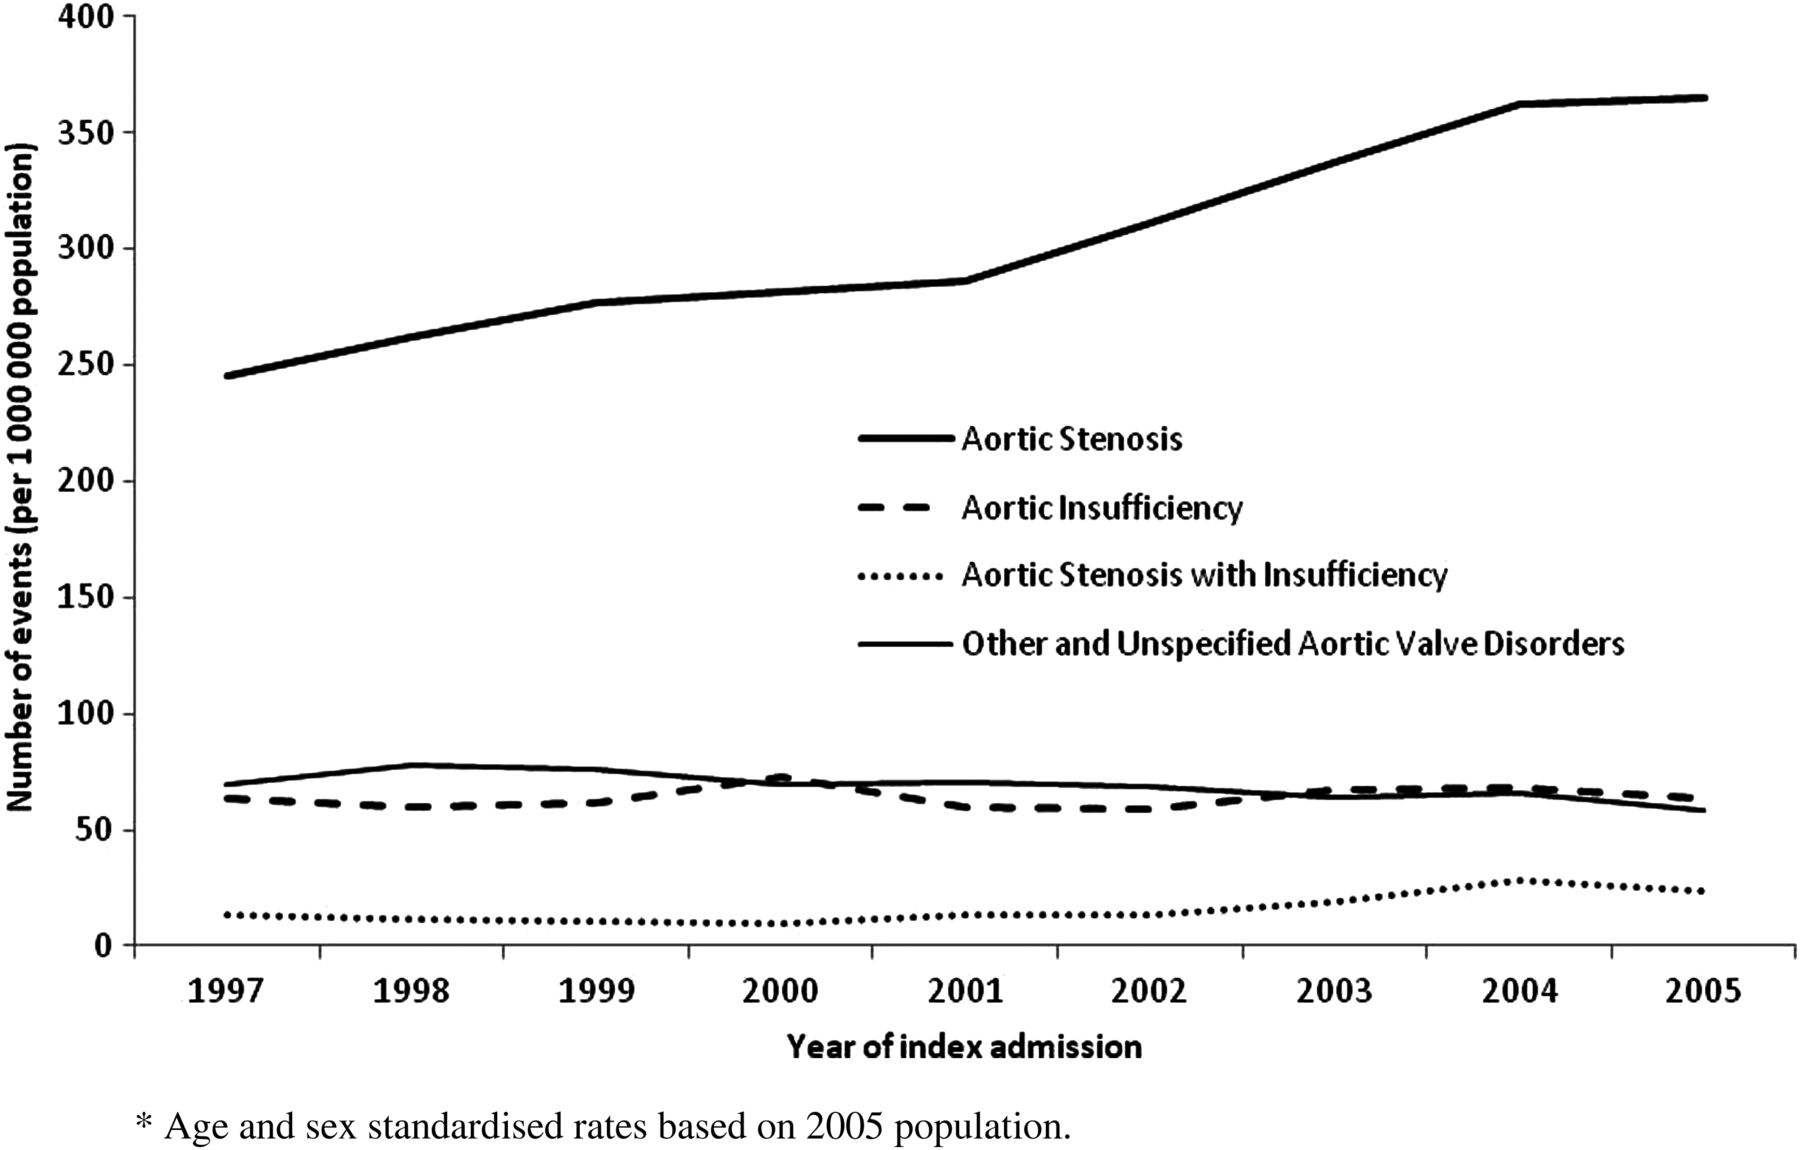 400
350
300
250
200
150
100
50
0
Number of events (per 1 000 000 population)
Aortic Stenosis
Aortic Insufficiency
Aortic Stenosis with Insufficiency
Other and Unspecified Aortic Valve Disorders
1997 1998 1999 2000 2001 2002 2003 2004 2005
Year of index admission
* Age and sex standardised rates based on 2005 population.